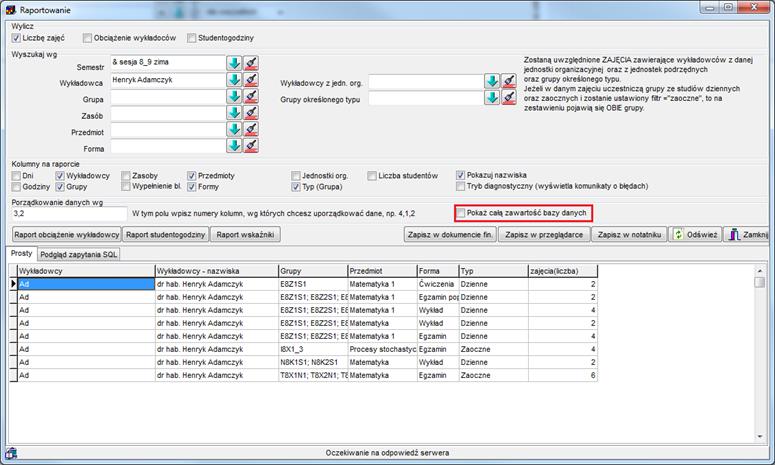 Raportowanie
Wylicz
Liczbę zajęć Obciążenie wykładoców Studentogodziny
Wyszukaj wg
Semestr & sesja 8_9 zima
Wykładowca Henryk Adamczyk
Grupa
Zasób
Przedmiot
Forma
Wykładowcy z jedn. org.
Grupy określonego typu
Zostaną uwzględnione ZAJĘCIA zawierające wykładowców z danej
jednostki organizacyjnej oraz z jednostek podrzędnych
oraz grupy określonego typu.
Jeżeli w danym zajęciu uczestniczą grupy ze studiów dziennych
oraz zaocznych i zostanie ustawiony filtr ="zaoczne", to na
zestawieniu pojawią się OBIE grupy.
Kolumny na raporcie
Dni Wykładowcy Zasoby Przedmioty Jednostki org. Liczba studentów Pokazuj nazwiska
Godziny Grupy Wypełnienie bl. Formy Typ (Grupa) Tryb diagnostyczny (wyświetla komunikaty o błędach)
Porządkowanie danych wg
3,2 W tym polu wpisz numery kolumn, wg których chcesz uporządkować dane, np. 4,1,2 Pokaż całą zawartość bazy danych
Raport obciążenie wykładowcy Raport studentogodziny Raport wskaźniki Zapisz w dokumencie fin. Zapisz w przeglądarce Zapisz w notatniku Odśwież Zamknij
Prosty Podgląd zapytania SQL
Wykładowcy Wykładowcy - nazwiska Grupy Przedmiot Forma Typ zajęcia(liczba)
Ad dr hab. Henryk Adamczyk E8Z1S1 Matematyka 1 Ćwiczenia Dzienne 2
Ad dr hab. Henryk Adamczyk E8Z1S1; E8Z2S1; E8 Matematyka 1 Egzamin pop Dzienne 2
Ad dr hab. Henryk Adamczyk E8Z1S1; E8Z2S1; E8 Matematyka 1 Wykład Dzienne 4
Ad dr hab. Henryk Adamczyk E8Z1S1; E8Z2S1; E8 Matematyka 1 Wykład Dzienne 2
Ad dr hab. Henryk Adamczyk E8Z1S1; E8Z2S1; E8 Matematyka 1 Egzamin Dzienne 4
Ad dr hab. Henryk Adamczyk I8X1_3 Procesy stochastyc Egzamin Zaoczne 4
Ad dr hab. Henryk Adamczyk N8K1S1; N8K2S1 Matematyka Wykład Dzienne 2
Ad dr hab. Henryk Adamczyk T8X1N1; T8X2N1; T8 Matematyka Egzamin Zaoczne 6
Oczekiwanie na odpowiedź serwera